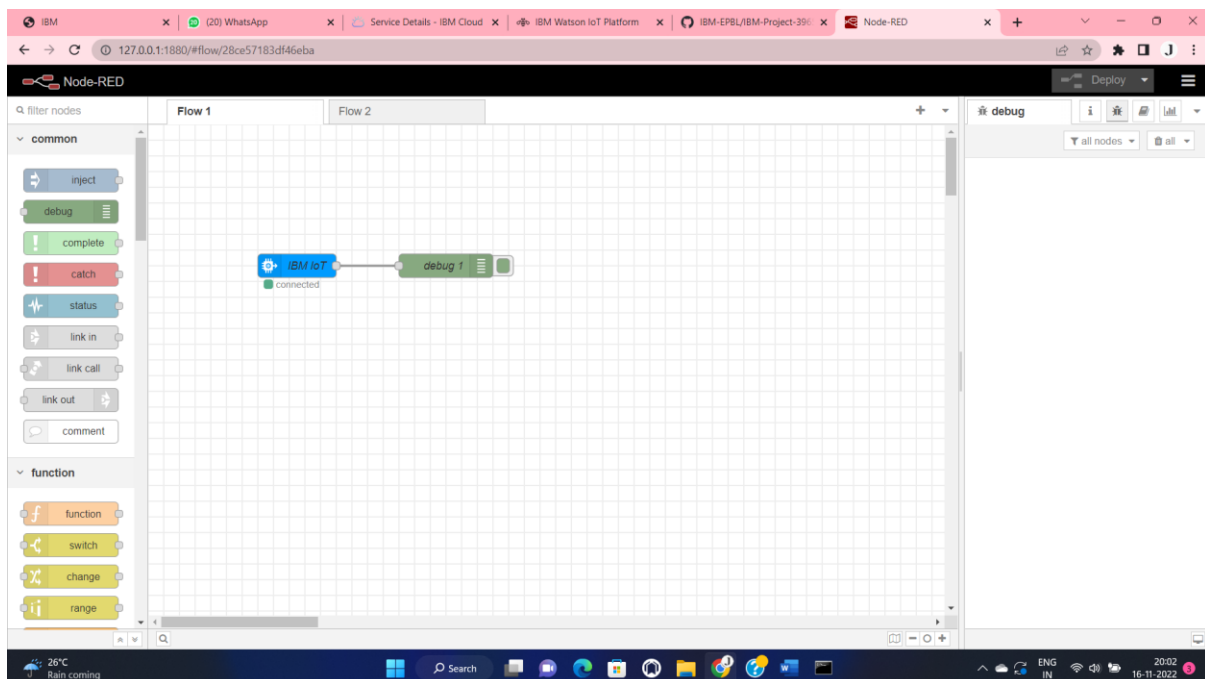 IBM
(20) WhatsApp
Service Details - IBM Cloud
IBM Watson IoT Platform
IBM-EPBL/IBM-Project-396
Node-RED
127.0.0.1:1880/#flow/28ce57183df46eba
J
Node-RED
Deploy
filter nodes
Flow 1
Flow 2
debug
i
common
all nodes
all
inject
debug
complete
catch
status
link in
link call
link out
comment
IBM IoT
debug 1
connected
function
function
switch
change
range
26°C
Rain coming
Search
ENG
IN
20:02
16-11-2022
3